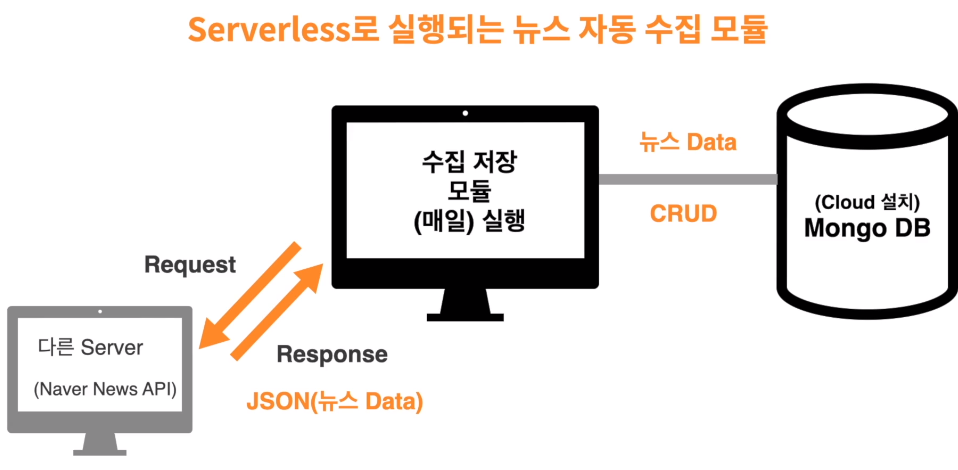 Serverless로 실행되는 뉴스 자동 수집 모듈
수집 저장
모듈
(매일) 실행
뉴스 Data
CRUD
(Cloud 설치)
Mongo DB
Request
Response
JSON(뉴스 Data)
다른 Server
(Naver News API)